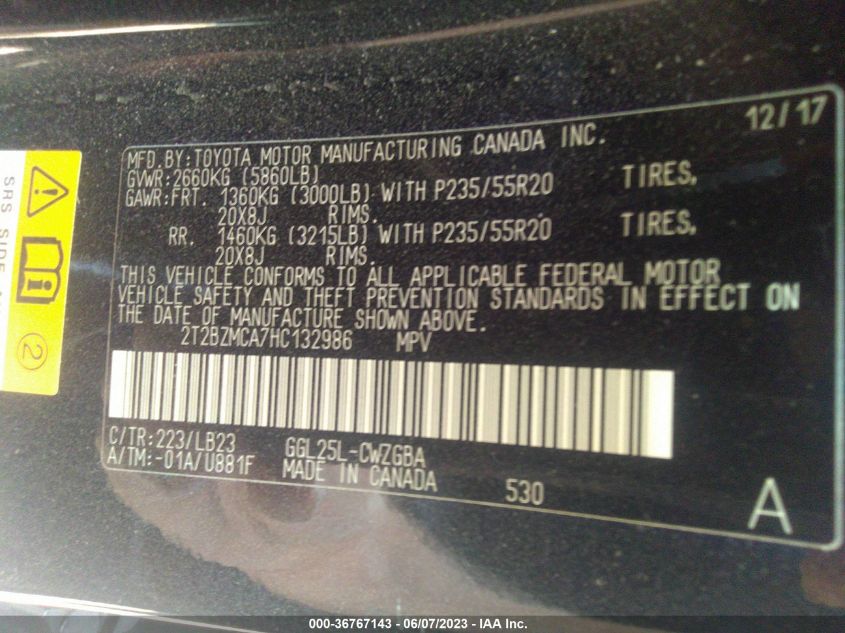 12/17
MFD.BY:TOYOTA MOTOR MANUFACTURING CANADA INC.
GVWR:2660KG (5860LB)
GAWR:FRT. 1360KG (3000LB) WITH P235/55R20 TIRES,
20X8J RIMS.
RR. 1460KG (3215LB) WITH P235/55R20 TIRES,
20X8J RIMS.
THIS VEHICLE CONFORMS TO ALL APPLICABLE FEDERAL MOTOR
VEHICLE SAFETY AND THEFT PREVENTION STANDARDS IN EFFECT ON
THE DATE OF MANUFACTURE SHOWN ABOVE.
2T2BZMCA7HC132986 MPV
C/TR:223/LB23 GGL25L-CWZGBA
A/TM:-01A/U881F MADE IN CANADA 530
A
SRS SIDE
2
000-36767143 - 06/07/2023 - IAA Inc.